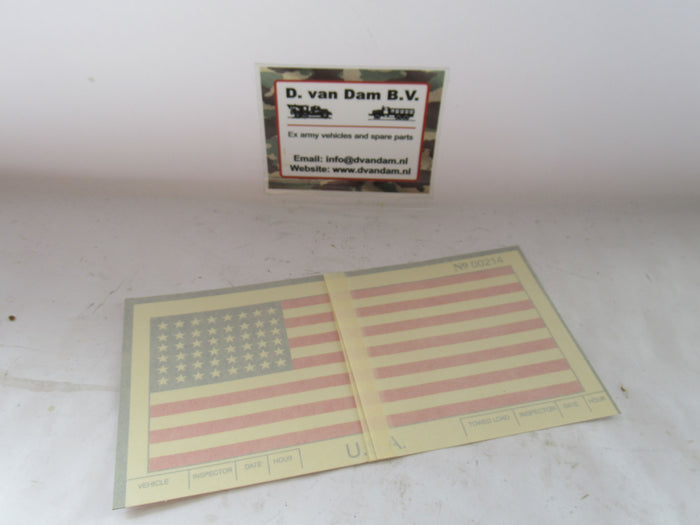 D. van Dam B.V.
Ex army vehicles and spare parts
Email: info@dvandam.nl
Website: www.dvandam.nl
Nº 00214
TOWED LOAD INSPECTOR DATE HOUR
VEHICLE INSPECTOR DATE HOUR